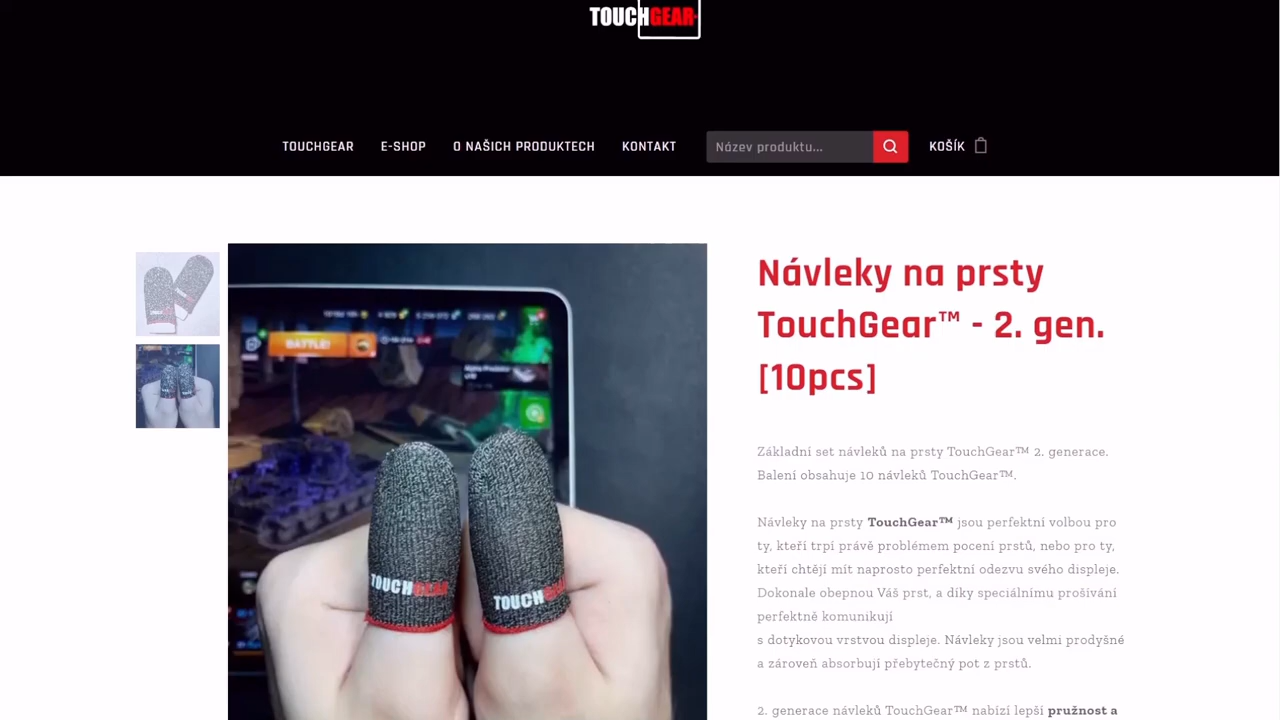 TOUCHGEAR
TOUCHGEAR
E-SHOP
O NAŠICH PRODUKTECH
KONTAKT
Název produktu...
KOŠÍK
Návleky na prsty
TouchGear™ - 2. gen.
[10pcs]
BATTLE!
TOUCHGEAR
TOUCHGEAR
Základní set návleků na prsty TouchGear™ 2. generace.
Balení obsahuje 10 návleků TouchGear™.
Návleky na prsty TouchGear™ jsou perfektní volbou pro
ty, kteří trpí právě problémem pocení prstů, nebo pro ty,
kteří chtějí mít naprosto perfektní odezvu svého displeje.
Dokonale obepnou Váš prst, a díky speciálnímu prošívání
perfektně komunikují
s dotykovou vrstvou displeje. Návleky jsou velmi prodyšné
a zároveň absorbují přebytečný pot z prstů.
2. generace návleků TouchGear™ nabízí lepší pružnost a